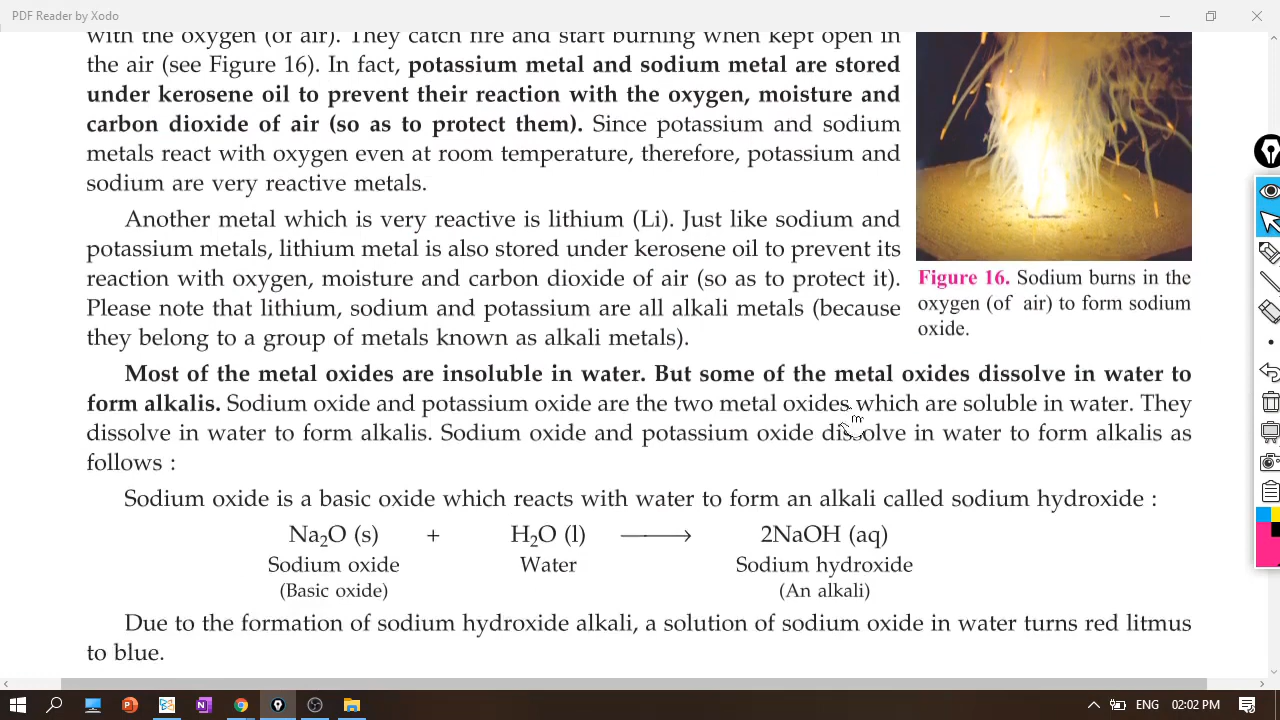 PDF Reader by Xodo
with the oxygen (of air). They catch fire and start burning when kept open in
the air (see Figure 16). In fact, potassium metal and sodium metal are stored
under kerosene oil to prevent their reaction with the oxygen, moisture and
carbon dioxide of air (so as to protect them). Since potassium and sodium
metals react with oxygen even at room temperature, therefore, potassium and
sodium are very reactive metals.
Another metal which is very reactive is lithium (Li). Just like sodium and
potassium metals, lithium metal is also stored under kerosene oil to prevent its
reaction with oxygen, moisture and carbon dioxide of air (so as to protect it).
Please note that lithium, sodium and potassium are all alkali metals (because
they belong to a group of metals known as alkali metals).
Figure 16. Sodium burns in the
oxygen (of air) to form sodium
oxide.
Most of the metal oxides are insoluble in water. But some of the metal oxides dissolve in water to
form alkalis. Sodium oxide and potassium oxide are the two metal oxides which are soluble in water. They
dissolve in water to form alkalis. Sodium oxide and potassium oxide dissolve in water to form alkalis as
follows :
Sodium oxide is a basic oxide which reacts with water to form an alkali called sodium hydroxide :
Na₂O (s) + H₂O (l) ⟶ 2NaOH (aq)
Sodium oxide Water Sodium hydroxide
(Basic oxide) (An alkali)
Due to the formation of sodium hydroxide alkali, a solution of sodium oxide in water turns red litmus
to blue.
ENG 02:02 PM